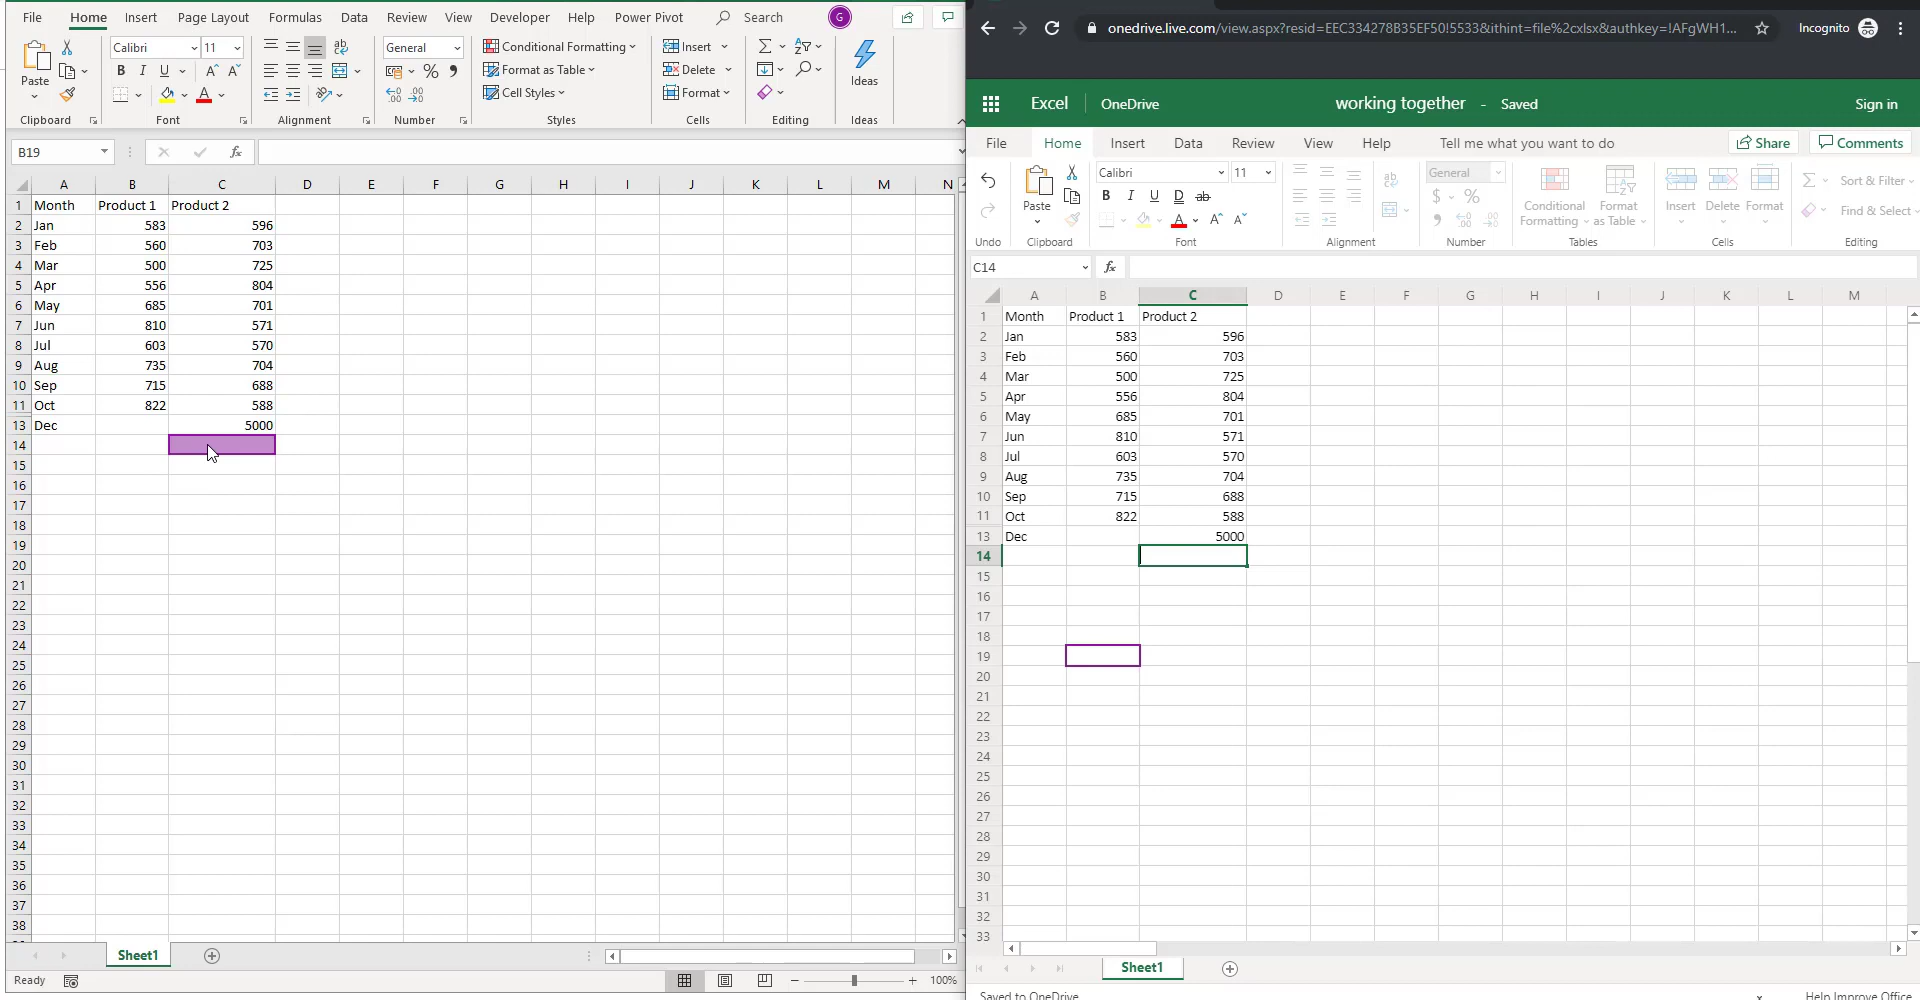 File Home Insert Page Layout Formulas Data Review View Developer Help Power Pivot Search G
Paste
Clipboard
Calibri 11
B I U A A
A
Font
ab
Alignment
General
% 9
Number
Conditional Formatting
Format as Table
Cell Styles
Styles
Insert
Delete
Format
Cells
Editing
Ideas
Ideas
B19 fx
A B C D E F G H I J K L M N
1 Month Product 1 Product 2
2 Jan 583 596
3 Feb 560 703
4 Mar 500 725
5 Apr 556 804
6 May 685 701
7 Jun 810 571
8 Jul 603 570
9 Aug 735 704
10 Sep 715 688
11 Oct 822 588
13 Dec 5000
14
15
16
17
18
19
20
21
22
23
24
25
26
27
28
29
30
31
32
33
34
35
36
37
38
Sheet1
Ready 100%
onedrive.live.com/view.aspx?resid=EEC334278B35EF50!5533&ithint=file%2cxlsx&authkey=!AFgWH1... Incognito
Excel OneDrive working together - Saved Sign in
File Home Insert Data Review View Help Tell me what you want to do Share Comments
Undo
Paste
Clipboard
Calibri 11
B I U D ab
A A A
Font
ab
Alignment
General
$ %
Number
Conditional Formatting
Format as Table
Tables
Insert Delete Format
Cells
Sort & Filter
Find & Select
Editing
C14 fx
A B C D E F G H I J K L M
1 Month Product 1 Product 2
2 Jan 583 596
3 Feb 560 703
4 Mar 500 725
5 Apr 556 804
6 May 685 701
7 Jun 810 571
8 Jul 603 570
9 Aug 735 704
10 Sep 715 688
11 Oct 822 588
13 Dec 5000
14
15
16
17
18
19
20
21
22
23
24
25
26
27
28
29
30
31
32
33
Sheet1
Saved to OneDrive Help Improve Office